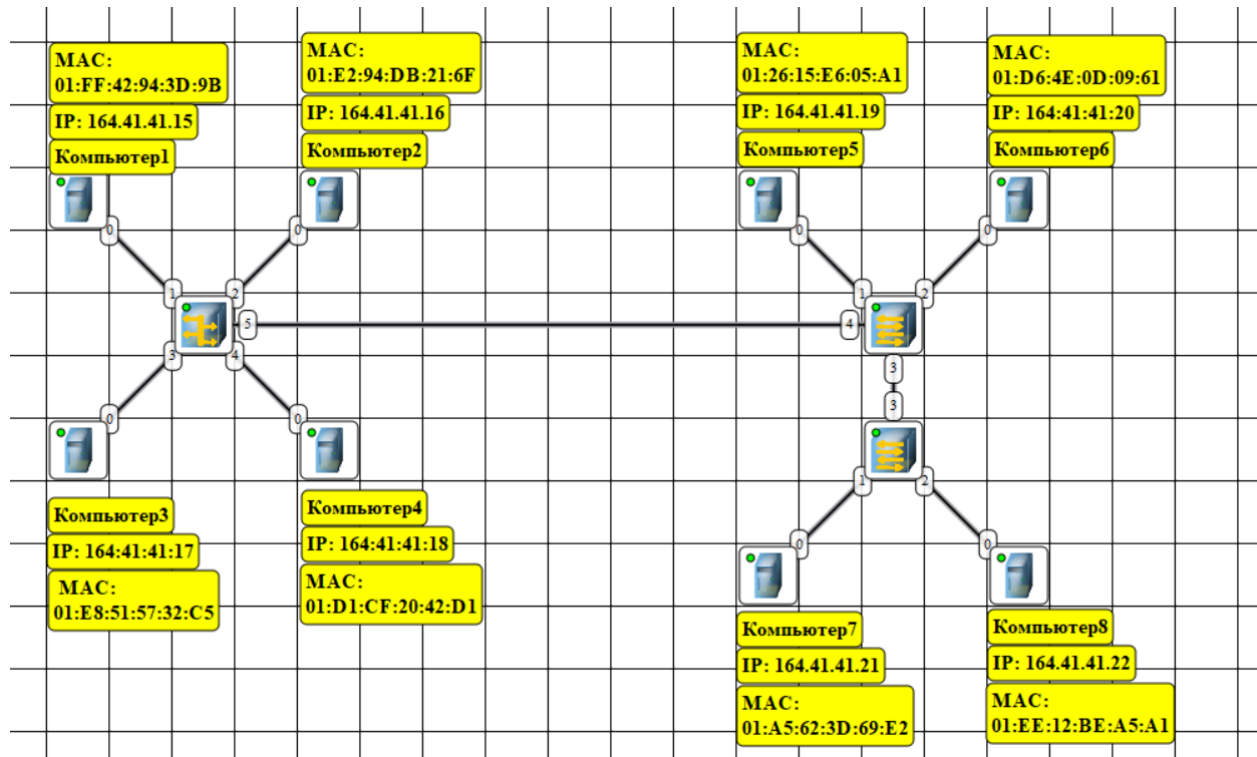 MAC:
01:FF:42:94:3D:9B
IP: 164.41.41.15
Компьютер1
MAC:
01:E2:94:DB:21:6F
IP: 164.41.41.16
Компьютер2
MAC:
01:26:15:E6:05:A1
IP: 164.41.41.19
Компьютер5
MAC:
01:D6:4E:0D:09:61
IP: 164:41:41:20
Компьютер6
0
0
1
2
5
3
4
0
0
0
0
1
2
4
3
3
1
2
0
0
Компьютер3
IP: 164:41:41:17
MAC:
01:E8:51:57:32:C5
Компьютер4
IP: 164:41:41:18
MAC:
01:D1:CF:20:42:D1
Компьютер7
IP: 164.41.41.21
MAC:
01:A5:62:3D:69:E2
Компьютер8
IP: 164.41.41.22
MAC:
01:EE:12:BE:A5:A1